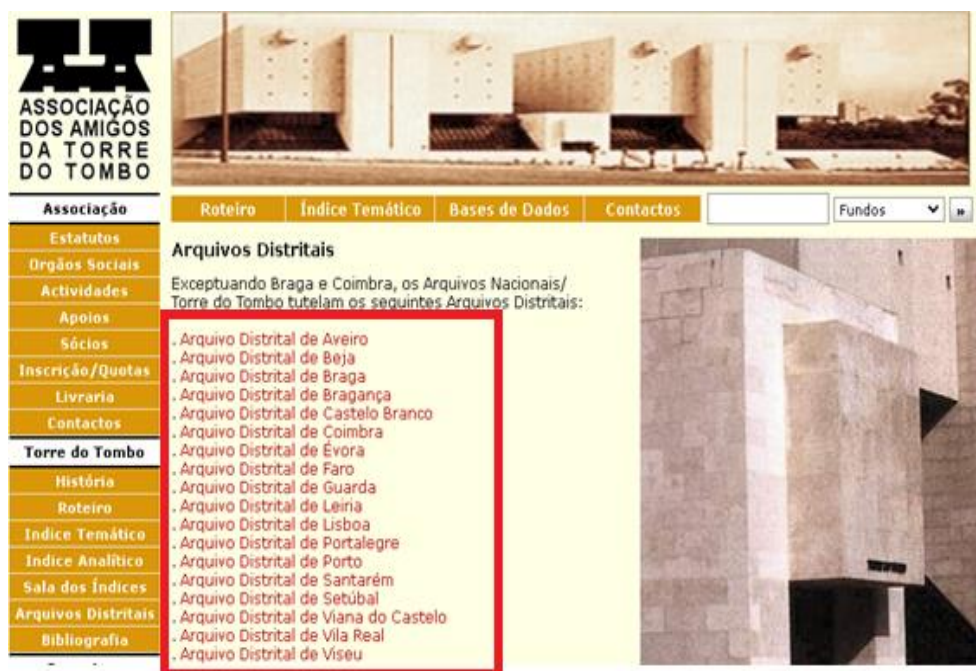 ASSOCIAÇÃO
DOS AMIGOS
DA TORRE
DO TOMBO
Associação
Estatutos
Orgãos Sociais
Actividades
Apoios
Sócios
Inscrição/Quotas
Livraria
Contactos
Torre do Tombo
História
Roteiro
Indice Temático
Indice Analítico
Sala dos Índices
Arquivos Distritais
Bibliografia
Roteiro
Índice Temático
Bases de Dados
Contactos
Fundos
»
Arquivos Distritais
Exceptuando Braga e Coimbra, os Arquivos Nacionais/
Torre do Tombo tutelam os seguintes Arquivos Distritais:
. Arquivo Distrital de Aveiro
. Arquivo Distrital de Beja
. Arquivo Distrital de Braga
. Arquivo Distrital de Bragança
. Arquivo Distrital de Castelo Branco
. Arquivo Distrital de Coimbra
. Arquivo Distrital de Évora
. Arquivo Distrital de Faro
. Arquivo Distrital de Guarda
. Arquivo Distrital de Leiria
. Arquivo Distrital de Lisboa
. Arquivo Distrital de Portalegre
. Arquivo Distrital de Porto
. Arquivo Distrital de Santarém
. Arquivo Distrital de Setúbal
. Arquivo Distrital de Viana do Castelo
. Arquivo Distrital de Vila Real
. Arquivo Distrital de Viseu